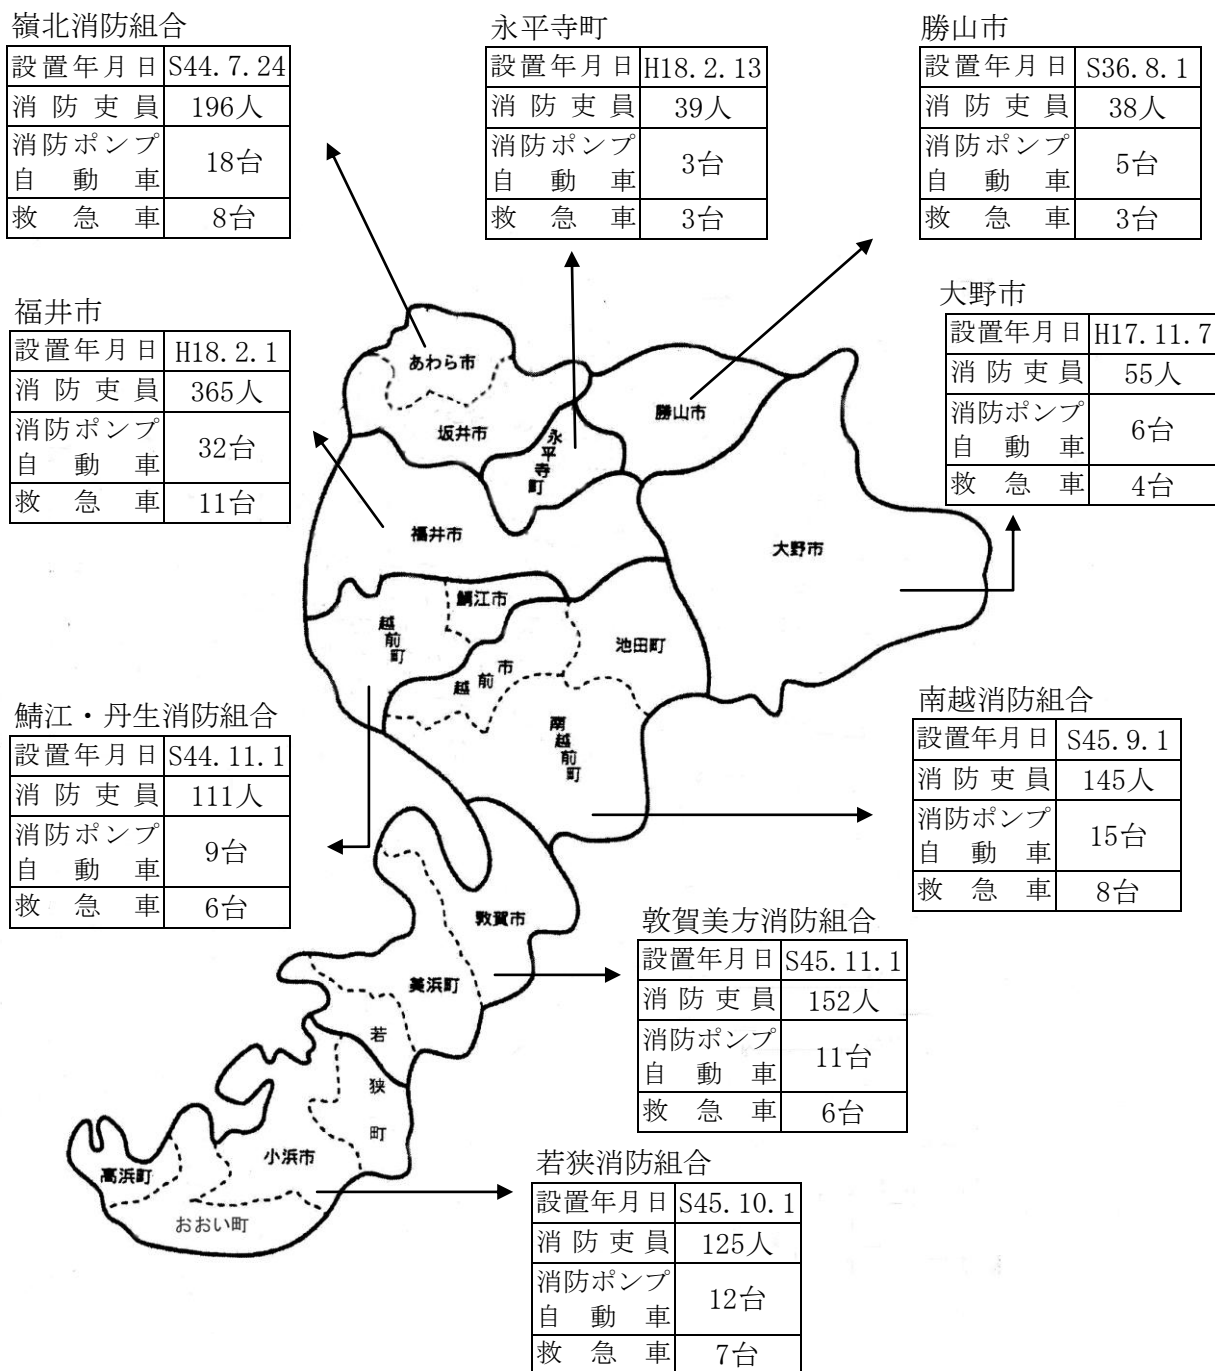 嶺北消防組合
設置年月日 S44.7.24
消防吏員 196人
消防ポンプ自動車 18台
救急車 8台
永平寺町
設置年月日 H18.2.13
消防吏員 39人
消防ポンプ自動車 3台
救急車 3台
勝山市
設置年月日 S36.8.1
消防吏員 38人
消防ポンプ自動車 5台
救急車 3台
福井市
設置年月日 H18.2.1
消防吏員 365人
消防ポンプ自動車 32台
救急車 11台
大野市
設置年月日 H17.11.7
消防吏員 55人
消防ポンプ自動車 6台
救急車 4台
あわら市
坂井市
永平寺町
勝山市
福井市
大野市
鯖江市
越前町
越前市
池田町
南越前町
鯖江・丹生消防組合
設置年月日 S44.11.1
消防吏員 111人
消防ポンプ自動車 9台
救急車 6台
南越消防組合
設置年月日 S45.9.1
消防吏員 145人
消防ポンプ自動車 15台
救急車 8台
敦賀市
美浜町
若狭町
小浜市
高浜町
おおい町
敦賀美方消防組合
設置年月日 S45.11.1
消防吏員 152人
消防ポンプ自動車 11台
救急車 6台
若狭消防組合
設置年月日 S45.10.1
消防吏員 125人
消防ポンプ自動車 12台
救急車 7台